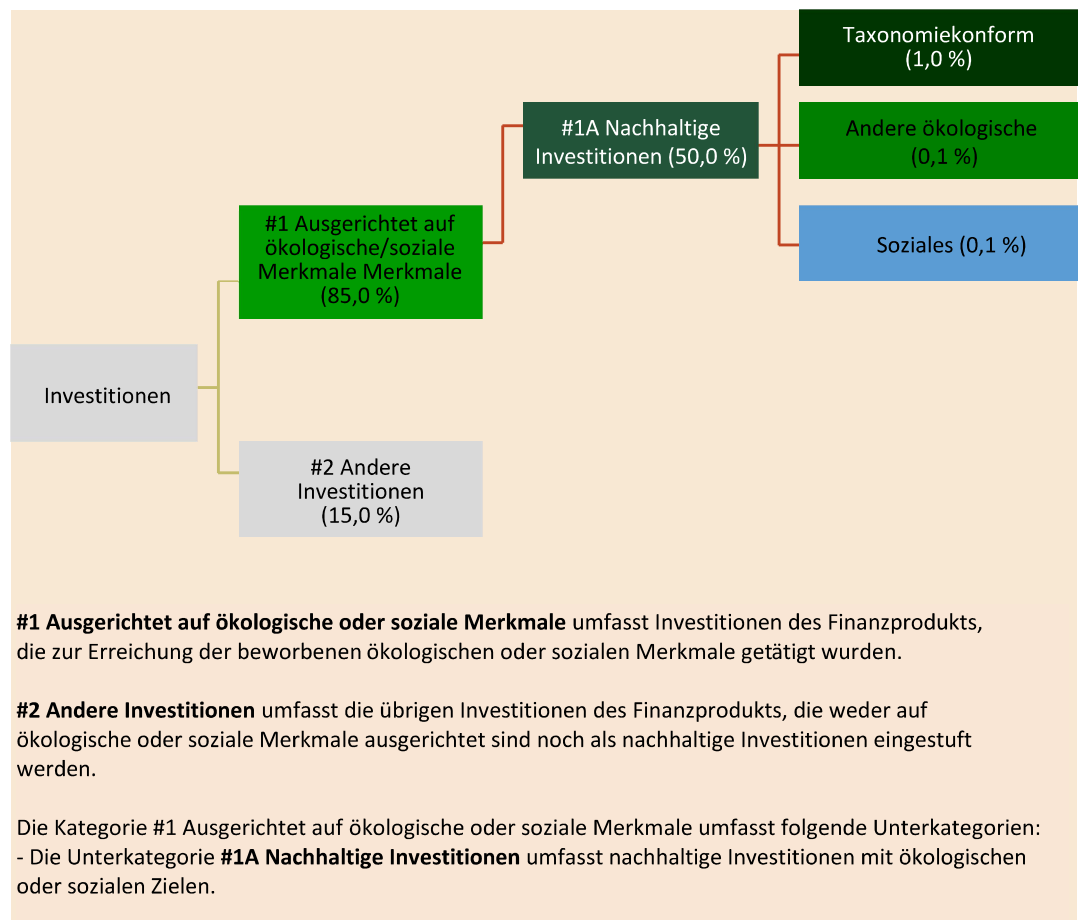 Taxonomiekonform
(1,0 %)
#1A Nachhaltige
Investitionen (50,0 %)
Andere ökologische
(0,1 %)
#1 Ausgerichtet auf
ökologische/soziale
Merkmale Merkmale
(85,0 %)
Soziales (0,1 %)
Investitionen
#2 Andere
Investitionen
(15,0 %)
#1 Ausgerichtet auf ökologische oder soziale Merkmale umfasst Investitionen des Finanzprodukts,
die zur Erreichung der beworbenen ökologischen oder sozialen Merkmale getätigt wurden.
#2 Andere Investitionen umfasst die übrigen Investitionen des Finanzprodukts, die weder auf
ökologische oder soziale Merkmale ausgerichtet sind noch als nachhaltige Investitionen eingestuft
werden.
Die Kategorie #1 Ausgerichtet auf ökologische oder soziale Merkmale umfasst folgende Unterkategorien:
- Die Unterkategorie #1A Nachhaltige Investitionen umfasst nachhaltige Investitionen mit ökologischen
oder sozialen Zielen.